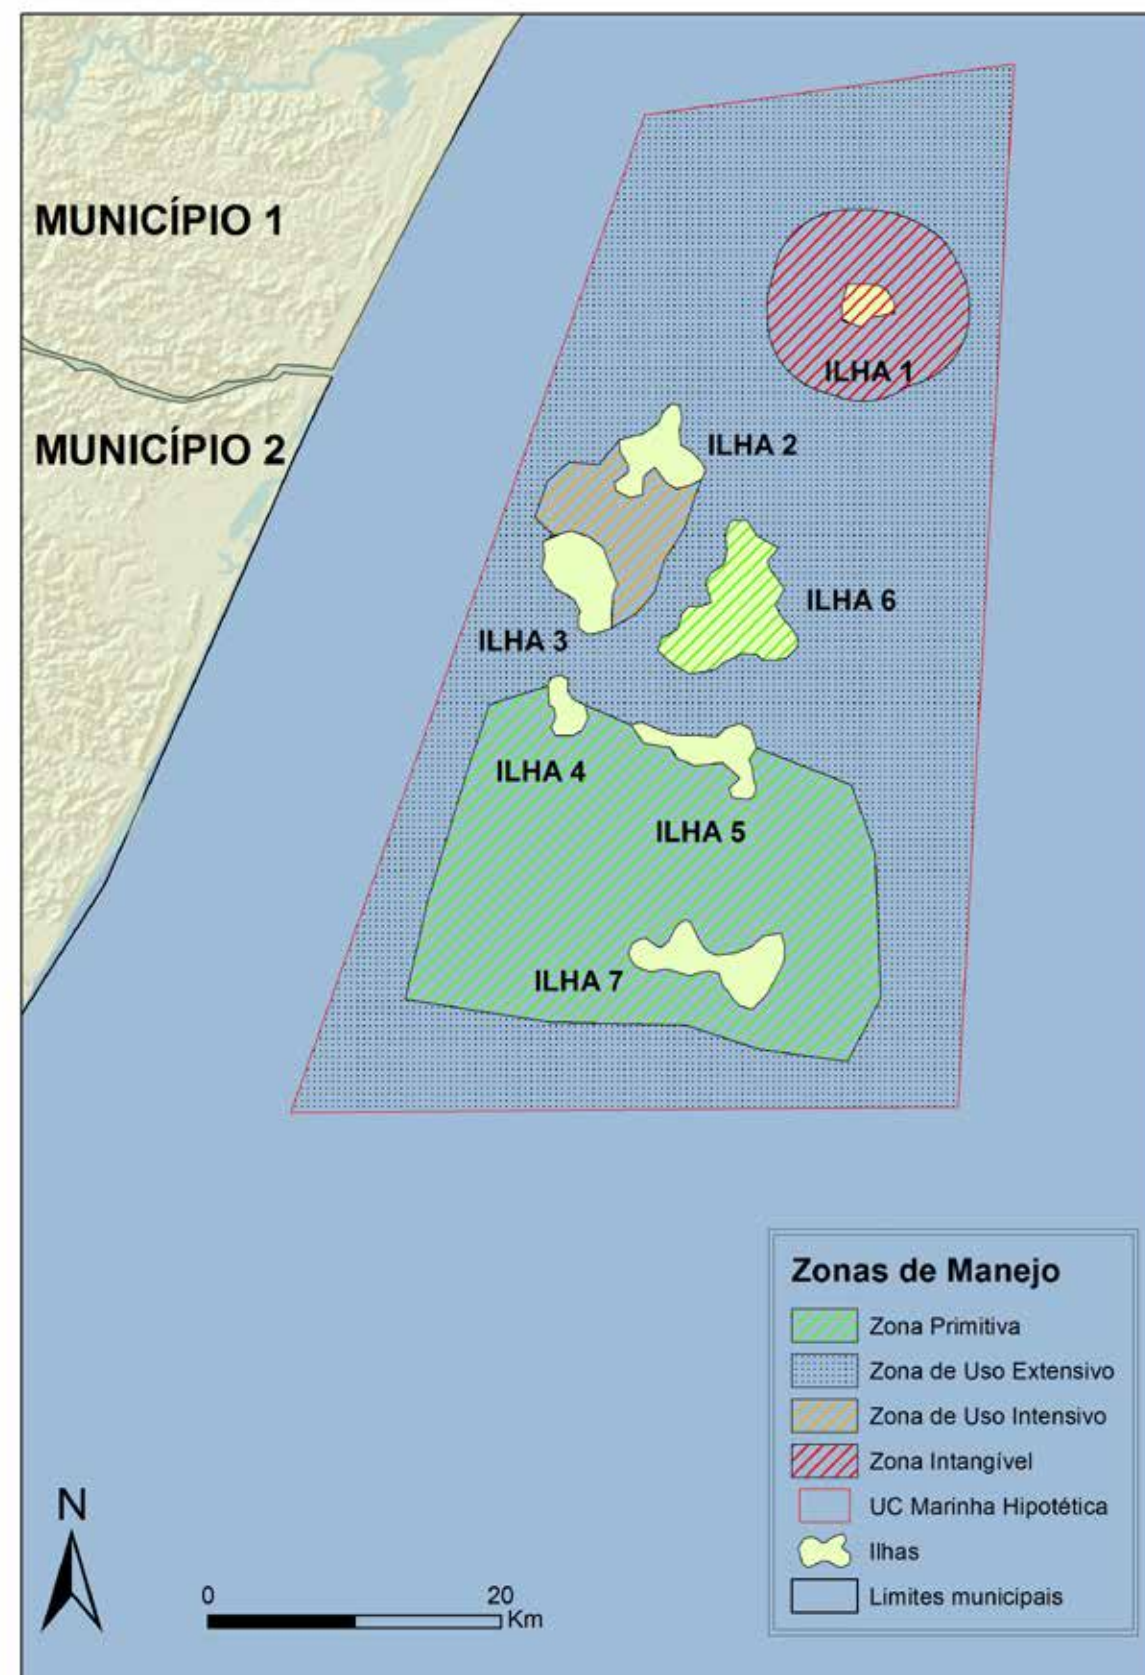 MUNICÍPIO 1
ILHA 1
MUNICÍPIO 2
ILHA 2
ILHA 6
ILHA 3
ILHA 4
ILHA 5
ILHA 7
Zonas de Manejo
Zona Primitiva
Zona de Uso Extensivo
Zona de Uso Intensivo
Zona Intangível
UC Marinha Hipotética
Ilhas
Limites municipais
N
0 20
Km